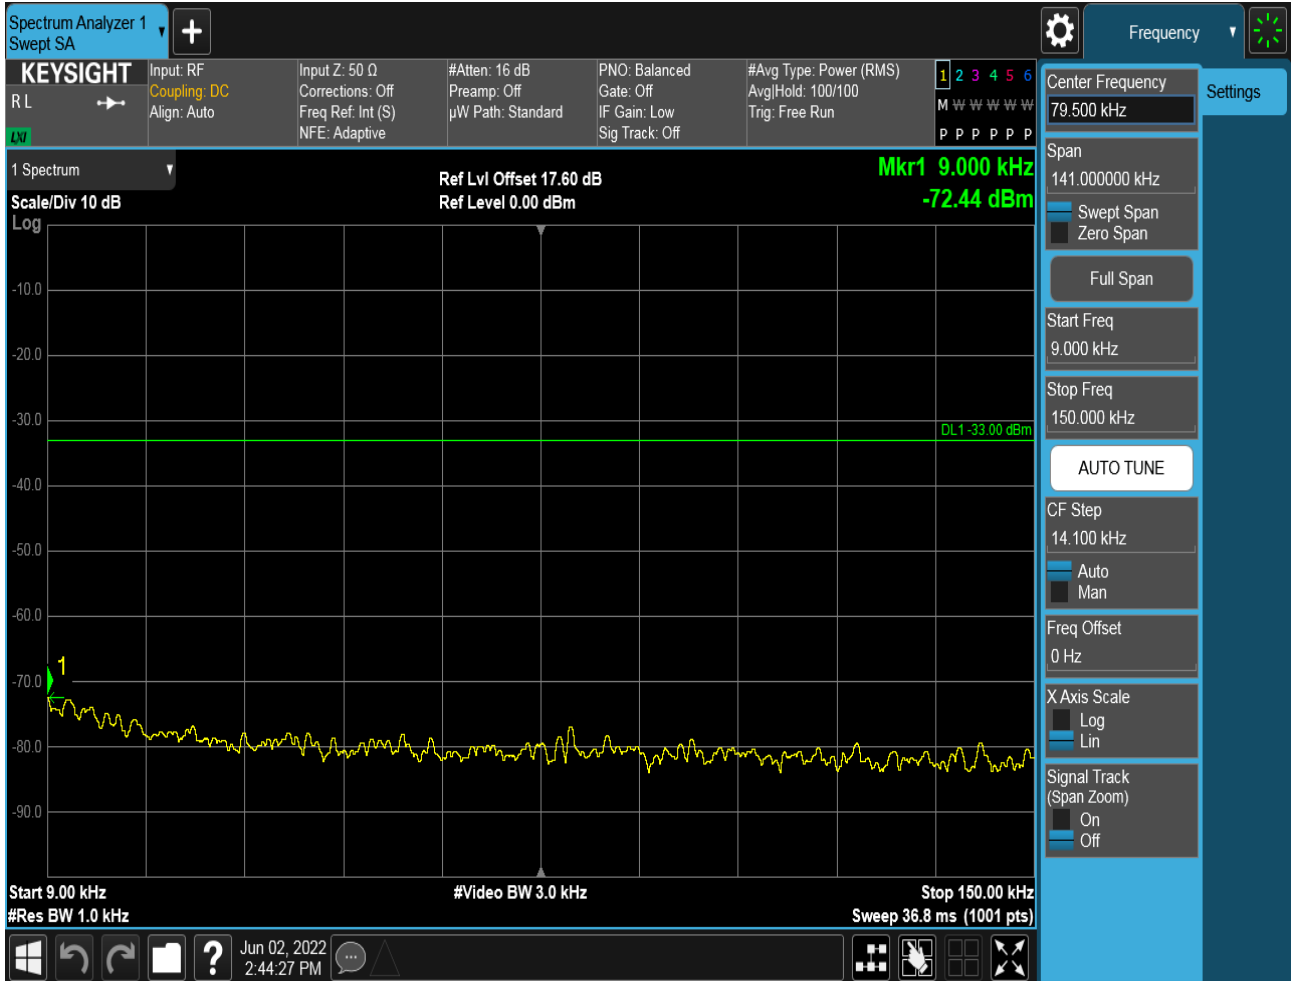 Spectrum Analyzer 1
Swept SA
Frequency
KEYSIGHT
R L
LXI
Input: RF
Coupling: DC
Align: Auto
Input Z: 50 Ω
Corrections: Off
Freq Ref: Int (S)
NFE: Adaptive
#Atten: 16 dB
Preamp: Off
µW Path: Standard
PNO: Balanced
Gate: Off
IF Gain: Low
Sig Track: Off
#Avg Type: Power (RMS)
Avg|Hold: 100/100
Trig: Free Run
1 2 3 4 5 6
M W W W W W
P P P P P P
1 Spectrum
Scale/Div 10 dB
Log
Ref Lvl Offset 17.60 dB
Ref Level 0.00 dBm
Mkr1 9.000 kHz
-72.44 dBm
-10.0
-20.0
-30.0
DL1 -33.00 dBm
-40.0
-50.0
-60.0
1
-70.0
-80.0
-90.0
Start 9.00 kHz
#Video BW 3.0 kHz
Stop 150.00 kHz
#Res BW 1.0 kHz
Sweep 36.8 ms (1001 pts)
?
Jun 02, 2022
2:44:27 PM
Center Frequency
79.500 kHz
Settings
Span
141.000000 kHz
Swept Span
Zero Span
Full Span
Start Freq
9.000 kHz
Stop Freq
150.000 kHz
AUTO TUNE
CF Step
14.100 kHz
Auto
Man
Freq Offset
0 Hz
X Axis Scale
Log
Lin
Signal Track
(Span Zoom)
On
Off